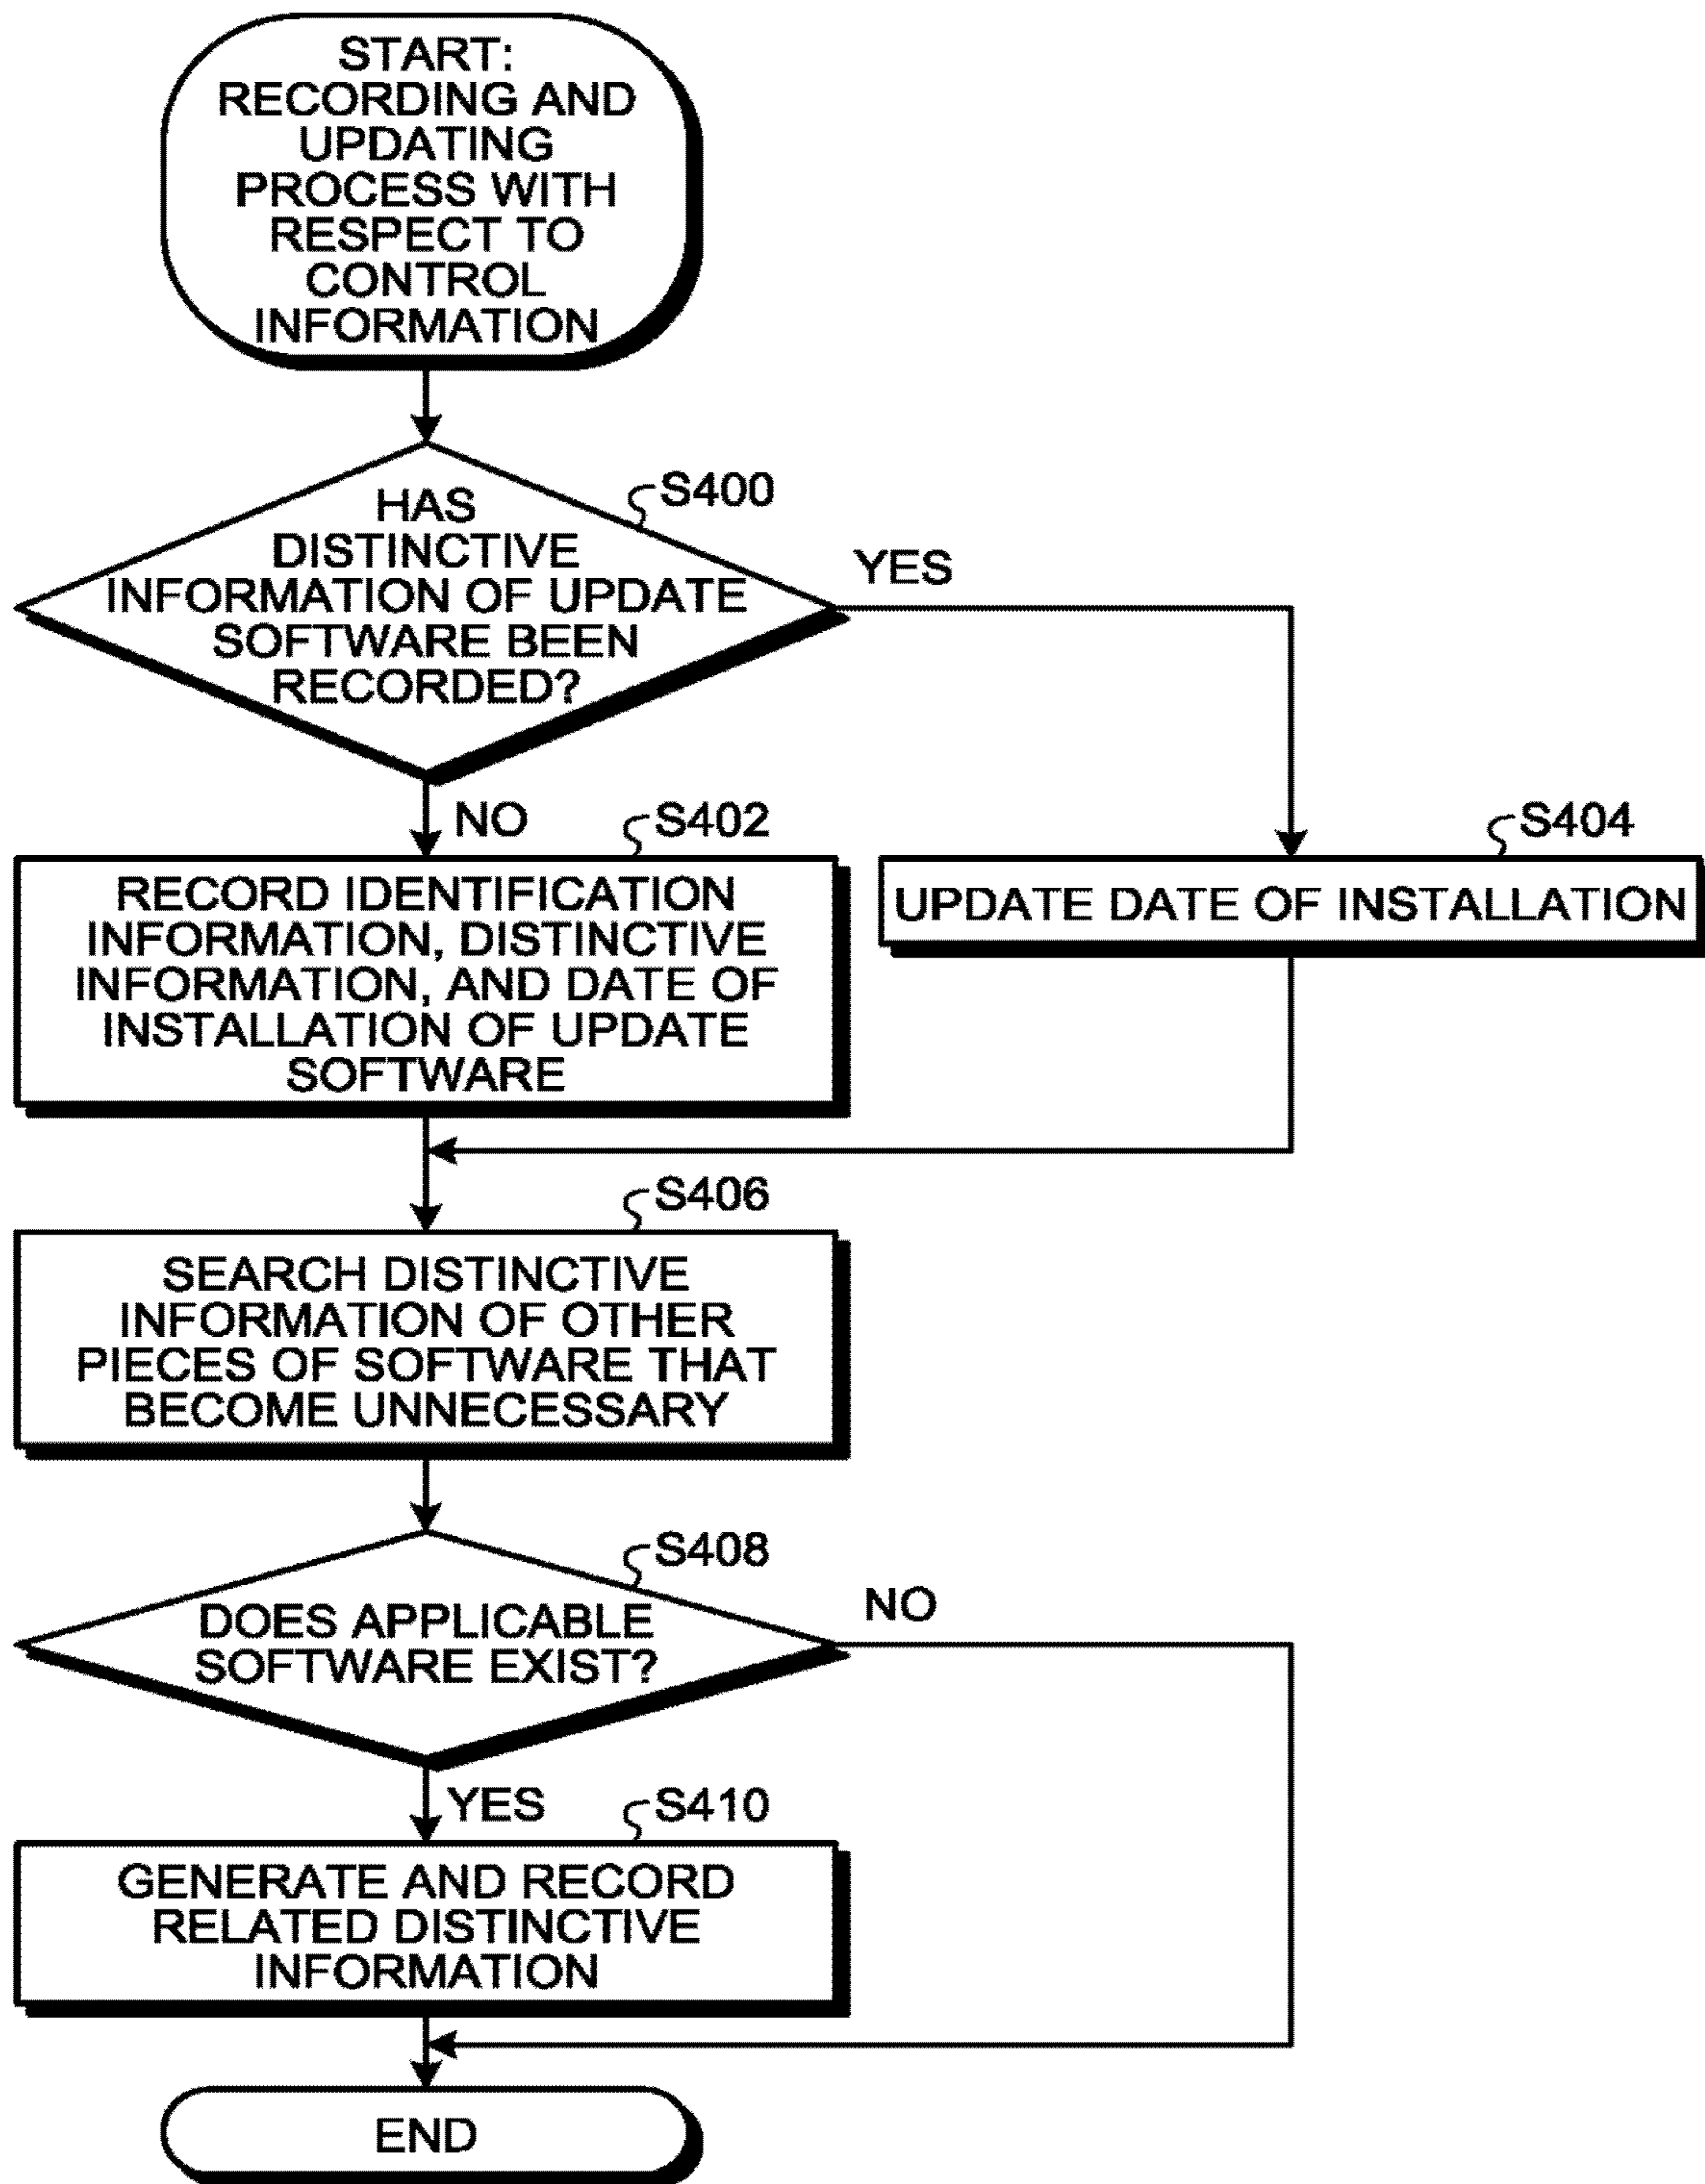 START:
RECORDING AND
UPDATING
PROCESS WITH
RESPECT TO
CONTROL
INFORMATION
S400
HAS
DISTINCTIVE
INFORMATION OF UPDATE
SOFTWARE BEEN
RECORDED?
YES
NO
S402
RECORD IDENTIFICATION
INFORMATION, DISTINCTIVE
INFORMATION, AND DATE OF
INSTALLATION OF UPDATE
SOFTWARE
S404
UPDATE DATE OF INSTALLATION
S406
SEARCH DISTINCTIVE
INFORMATION OF OTHER
PIECES OF SOFTWARE THAT
BECOME UNNECESSARY
S408
DOES APPLICABLE
SOFTWARE EXIST?
NO
YES
S410
GENERATE AND RECORD
RELATED DISTINCTIVE
INFORMATION
END